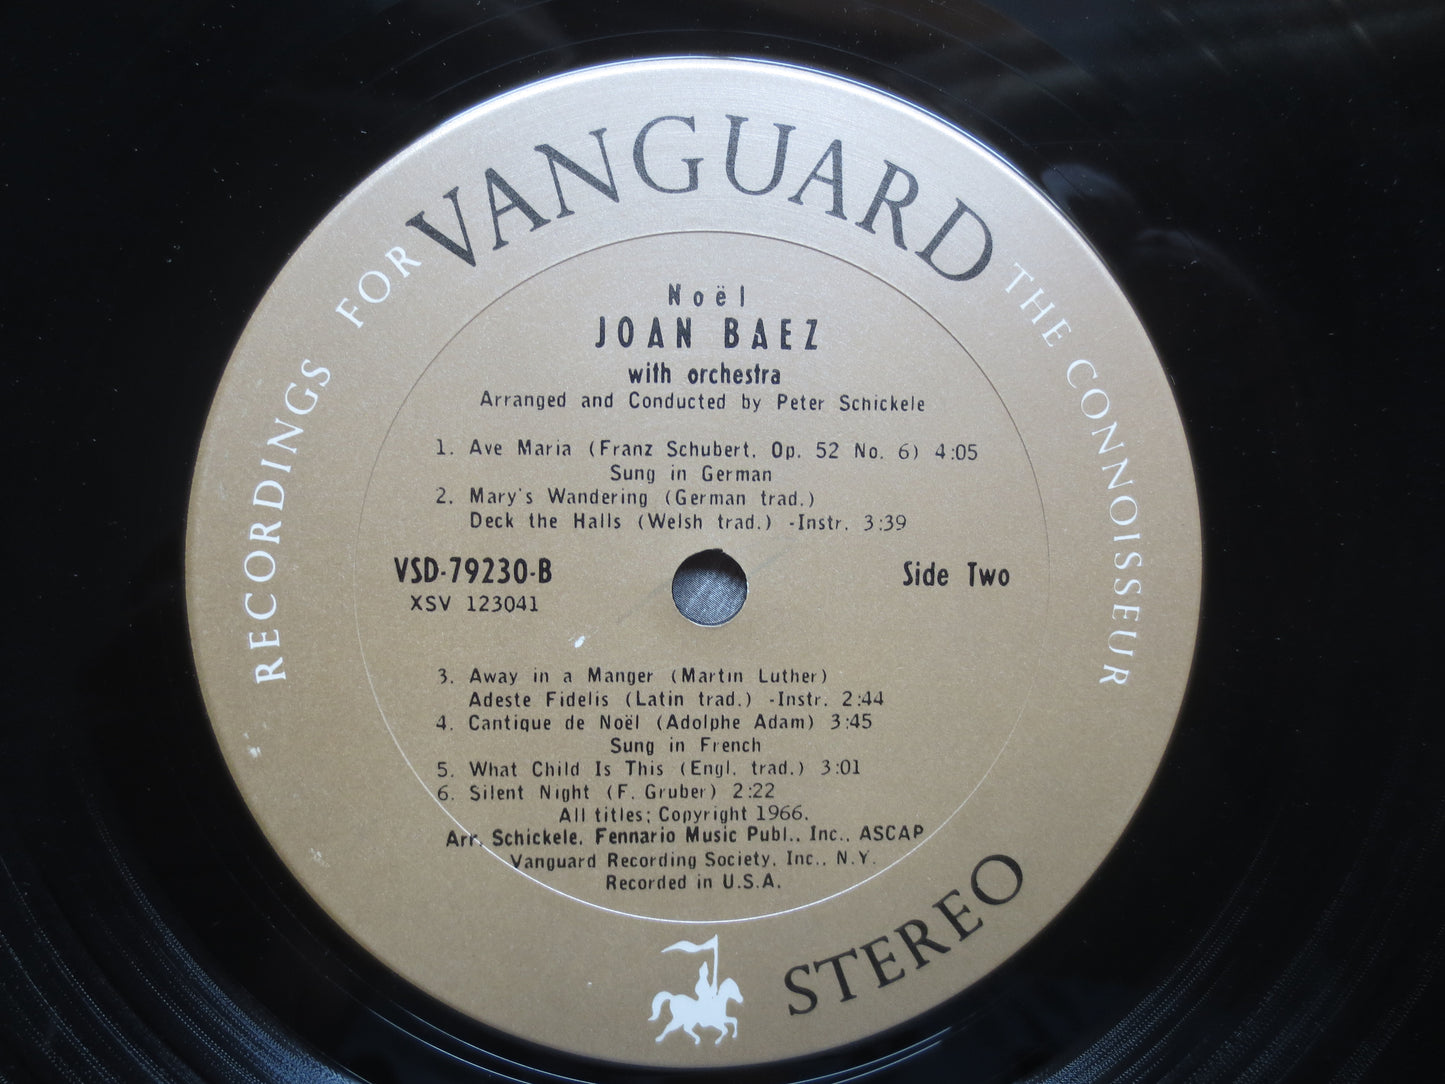 RECORDINGS FOR VANGUARD THE CONNOISSEUR
Noël
JOAN BAEZ
with orchestra
Arranged and Conducted by Peter Schickele
1. Ave Maria (Franz Schubert, Op. 52 No. 6) 4:05
Sung in German
2. Mary's Wandering (German trad.)
Deck the Halls (Welsh trad.) -Instr. 3:39
VSD-79230-B
Side Two
XSV 123041
3. Away in a Manger (Martin Luther)
Adeste Fidelis (Latin trad.) -Instr. 2:44
4. Cantique de Noël (Adolphe Adam) 3:45
Sung in French
5. What Child Is This (Engl. trad.) 3:01
6. Silent Night (F. Gruber) 2:22
All titles; Copyright 1966,
Arr. Schickele, Fennario Music Publ., Inc., ASCAP
Vanguard Recording Society, Inc., N.Y.
Recorded in U.S.A.
STEREO